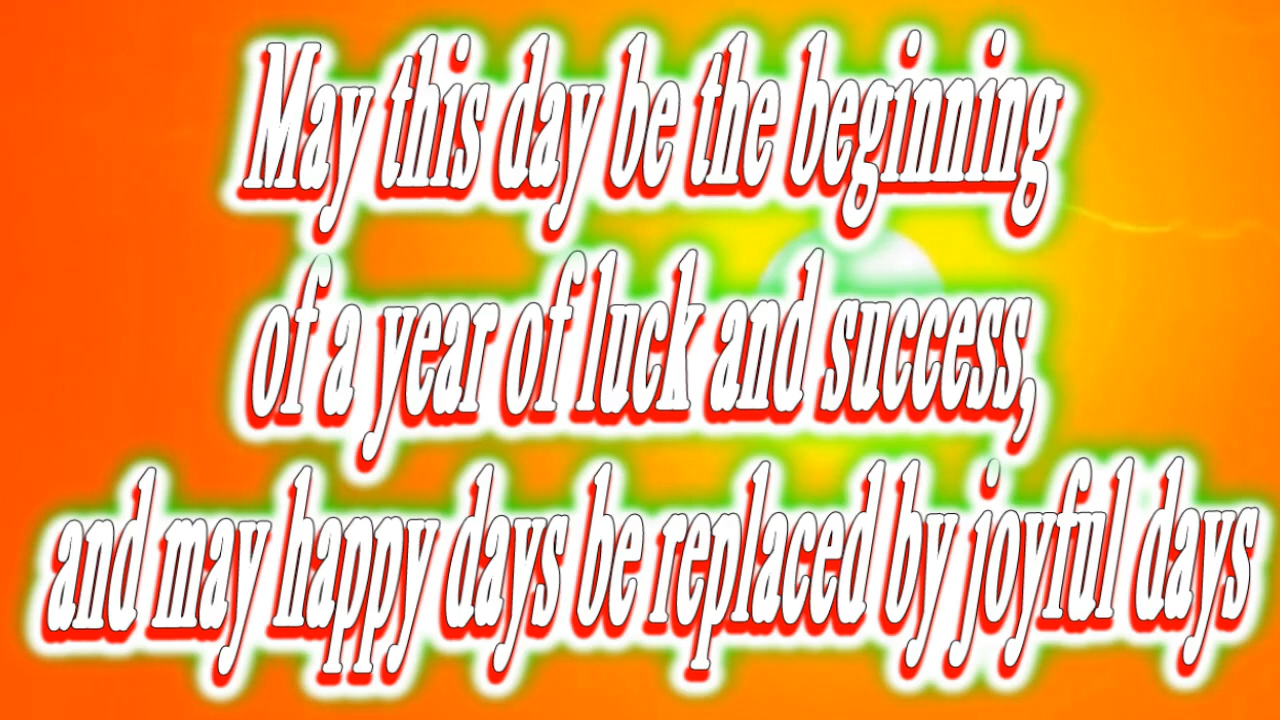 May this day be the beginning
of a year of luck and success,
and may happy days be replaced by joyful days